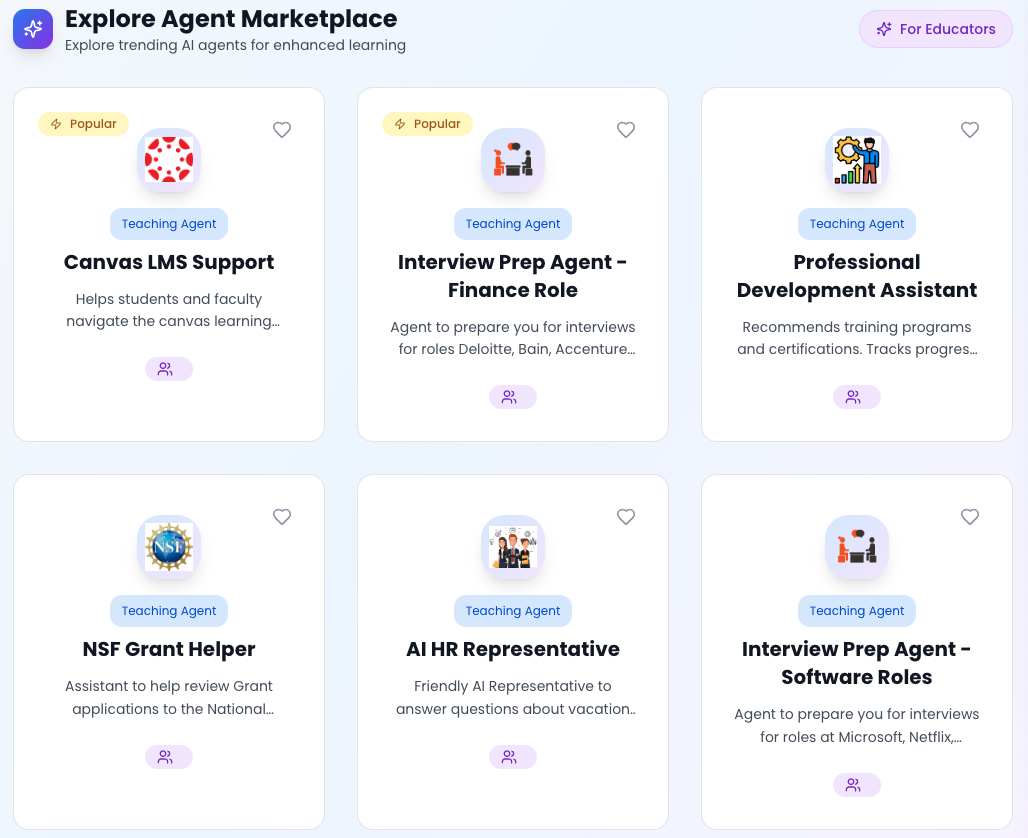 Explore Agent Marketplace
Explore trending AI agents for enhanced learning
For Educators
Popular
Teaching Agent
Canvas LMS Support
Helps students and faculty
navigate the canvas learning...
Popular
Teaching Agent
Interview Prep Agent -
Finance Role
Agent to prepare you for interviews
for roles Deloitte, Bain, Accenture...
Teaching Agent
Professional
Development Assistant
Recommends training programs
and certifications. Tracks progres...
NSF
Teaching Agent
NSF Grant Helper
Assistant to help review Grant
applications to the National...
Teaching Agent
AI HR Representative
Friendly AI Representative to
answer questions about vacation..
Teaching Agent
Interview Prep Agent -
Software Roles
Agent to prepare you for interviews
for roles at Microsoft, Netflix,...